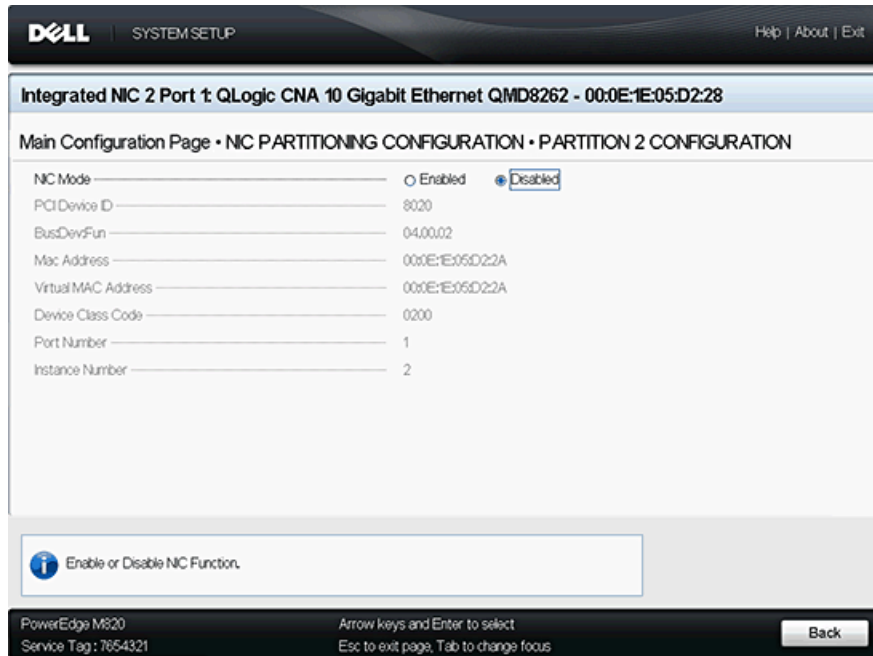 DELL SYSTEM SETUP Help | About | Exit
Integrated NIC 2 Port 1: QLogic CNA 10 Gigabit Ethernet QMD8262 - 00:0E:1E:05:D2:28
Main Configuration Page • NIC PARTITIONING CONFIGURATION • PARTITION 2 CONFIGURATION
NIC Mode Enabled Disabled
PCI Device ID 8020
Bus:Dev:Fun 04,00,02
Mac Address 00:0E:1E:05:D2:2A
Virtual MAC Address 00:0E:1E:05:D2:2A
Device Class Code 0200
Port Number 1
Instance Number 2
Enable or Disable NIC Function.
PowerEdge M820 Arrow keys and Enter to select
Service Tag : 7654321 Esc to exit page, Tab to change focus
Back